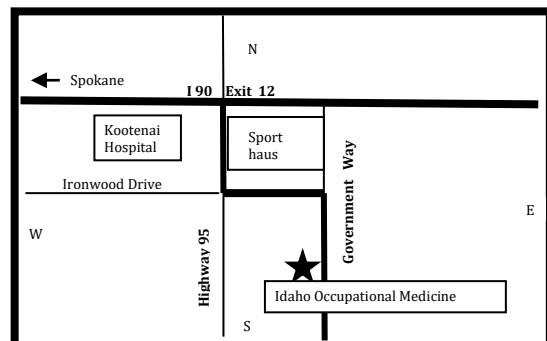 N
Spokane
I 90 Exit 12
Kootenai
Hospital
Sport
haus
Ironwood Drive
Government Way
E
W
Highway 95
Idaho Occupational Medicine
S